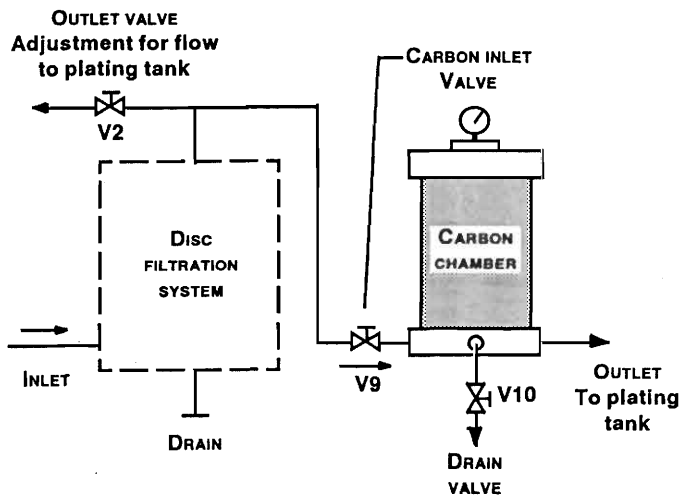 OUTLET VALVE
Adjustment for flow
to plating tank
V2
CARBON INLET
VALVE
DISC
FILTRATION
SYSTEM
CARBON
CHAMBER
INLET
V9
V10
OUTLET
To plating
tank
DRAIN
DRAIN
VALVE